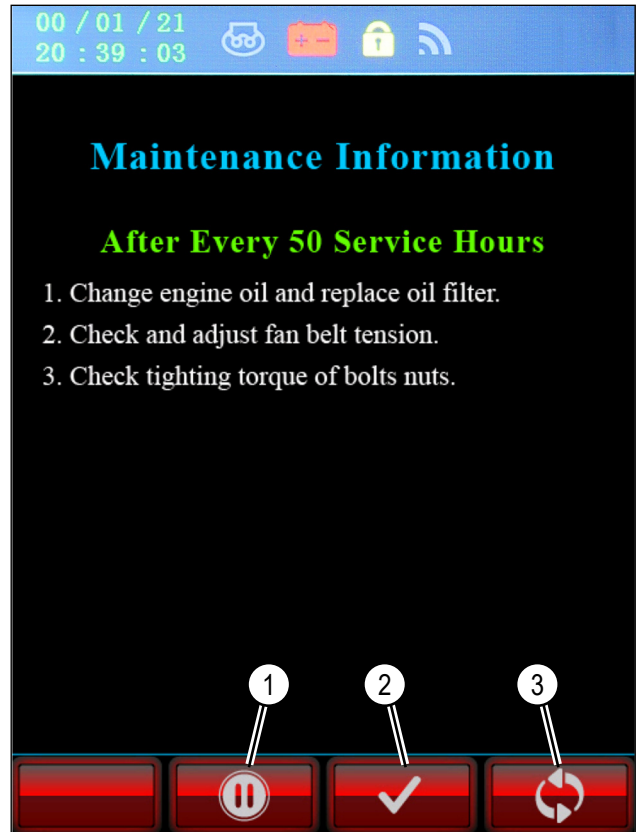 00 / 01 / 21
20 : 39 : 03
Maintenance Information
After Every 50 Service Hours
1. Change engine oil and replace oil filter.
2. Check and adjust fan belt tension.
3. Check tighting torque of bolts nuts.
1 2 3